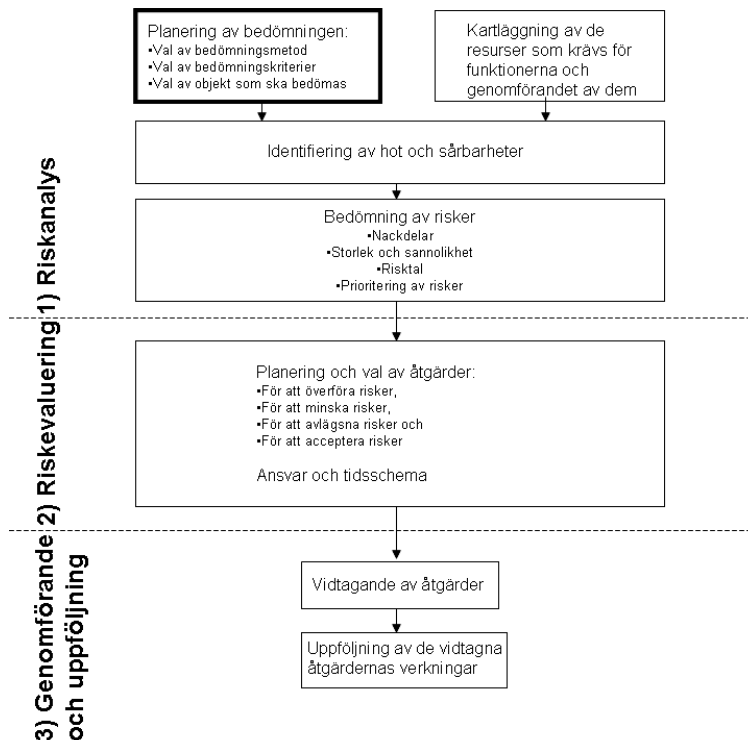 Planering av bedömningen:
▪Val av bedömningsmetod
▪Val av bedömningskriterier
▪Val av objekt som ska bedömas
Kartläggning av de
resurser som krävs för
funktionerna och
genomförandet av dem
Identifiering av hot och sårbarheter
Bedömning av risker
▪Nackdelar
▪Storlek och sannolikhet
▪Risktal
▪Prioritering av risker
1) Riskanalys
Planering och val av åtgärder:
▪För att överföra risker,
▪För att minska risker,
▪För att avlägsna risker och
▪För att acceptera risker
Ansvar och tidsschema
2) Riskevaluering
Vidtagande av åtgärder
Uppföljning av de vidtagna
åtgärdernas verkningar
3) Genomförande
och uppföljning